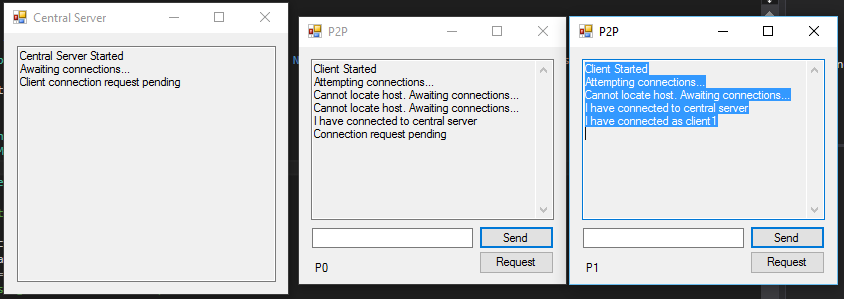 Central Server
Central Server Started
Awaiting connections...
Client connection request pending
P2P
Client Started
Attempting connections...
Cannot locate host. Awaiting connections...
Cannot locate host. Awaiting connections...
I have connected to central server
Connection request pending
Send
P0
Request
P2P
Client Started
Attempting connections...
Cannot locate host. Awaiting connections...
I have connected to central server
I have connected as client1
Send
P1
Request